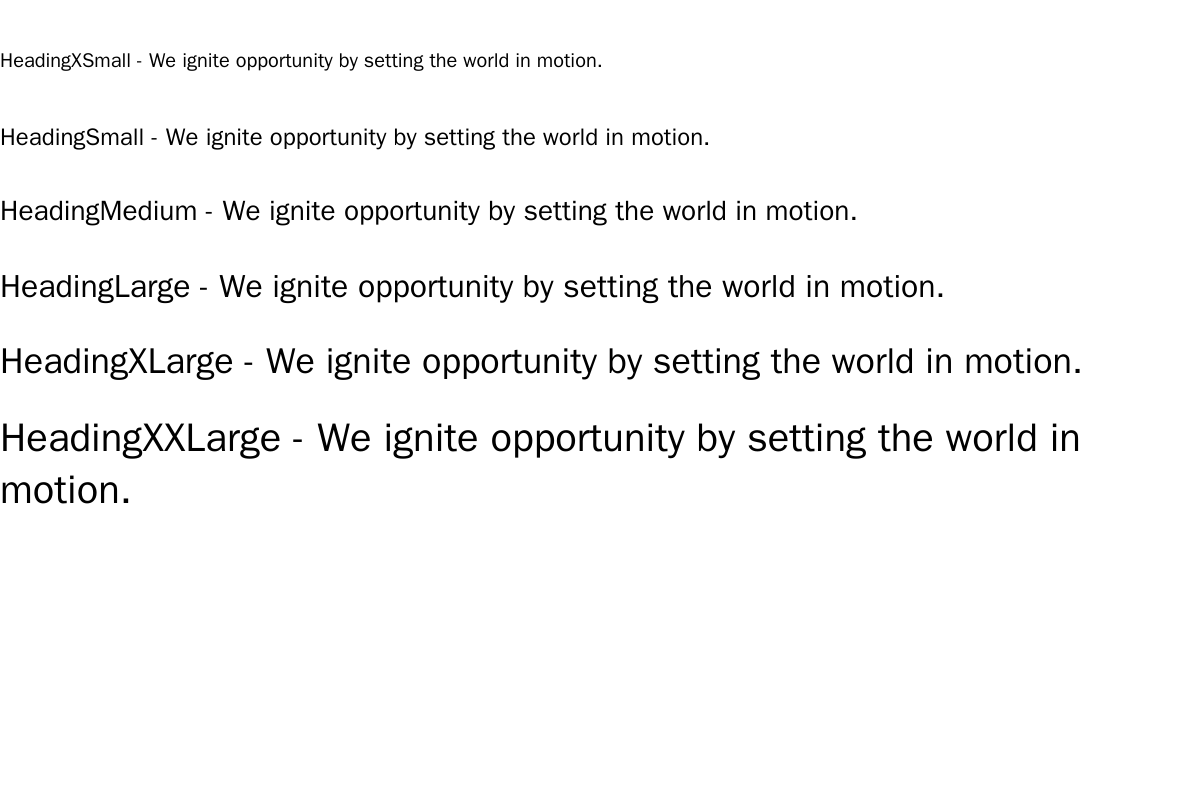 HeadingXSmall - We ignite opportunity by setting the world in motion.
HeadingSmall - We ignite opportunity by setting the world in motion.
HeadingMedium - We ignite opportunity by setting the world in motion.
HeadingLarge - We ignite opportunity by setting the world in motion.
HeadingXLarge - We ignite opportunity by setting the world in motion.
HeadingXXLarge - We ignite opportunity by setting the world in
motion.